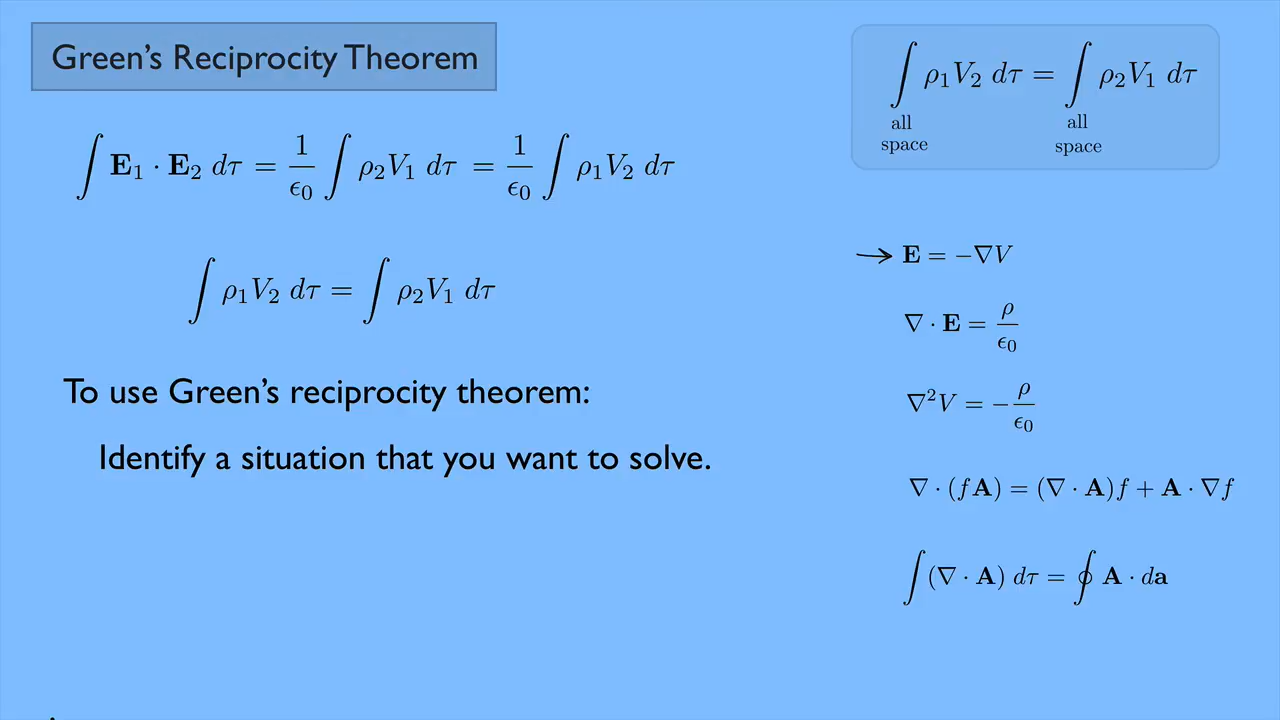 Green's Reciprocity Theorem
∫ρ₁V₂ dτ = ∫ρ₂V₁ dτ
all space all space
∫E₁ · E₂ dτ = 1/ϵ₀ ∫ρ₂V₁ dτ = 1/ϵ₀ ∫ρ₁V₂ dτ
∫ρ₁V₂ dτ = ∫ρ₂V₁ dτ
To use Green's reciprocity theorem:
Identify a situation that you want to solve.
→ E = −∇V
∇ · E = ρ/ϵ₀
∇²V = −ρ/ϵ₀
∇ · (fA) = (∇ · A)f + A · ∇f
∫(∇ · A) dτ = ∮A · da